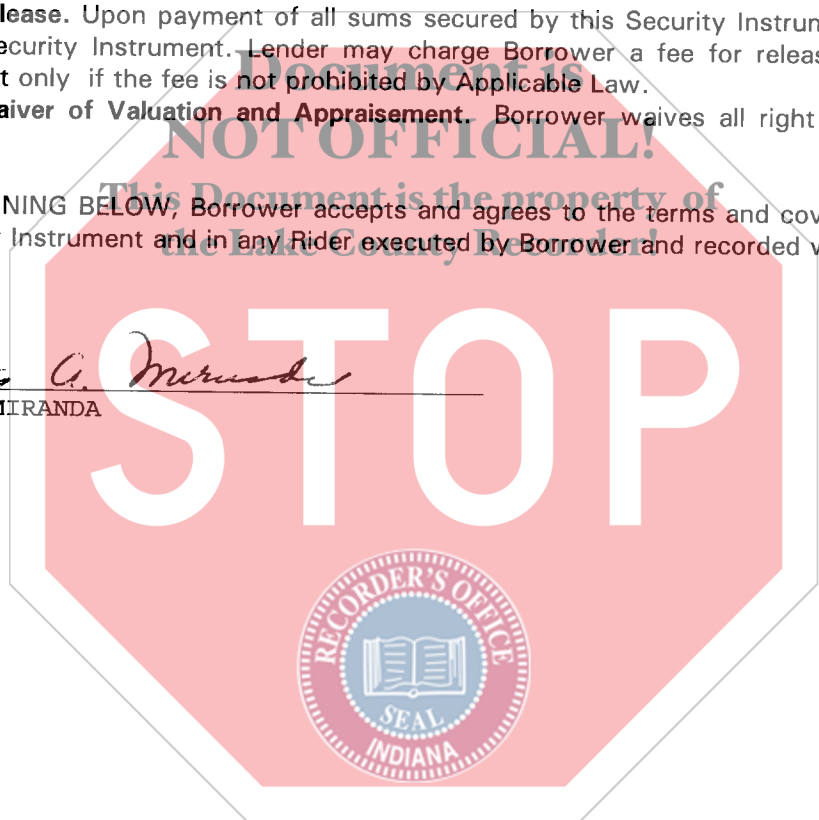 lease. Upon payment of all sums secured by this Security Instrum
ecurity Instrument. Lender may charge Borrower a fee for releas
Document is
t only if the fee is not prohibited by Applicable Law.
aiver of Valuation and Appraisement. Borrower waives all right
NOT OFFICIAL!
This Document is the property of
NING BELOW, Borrower accepts and agrees to the terms and cov
Instrument and in any Rider executed by Borrower and recorded
the Lake County Recorder!
A. Miranda
MIRANDA
STOP
RECORDER'S OFFICE
SEAL
INDIANA